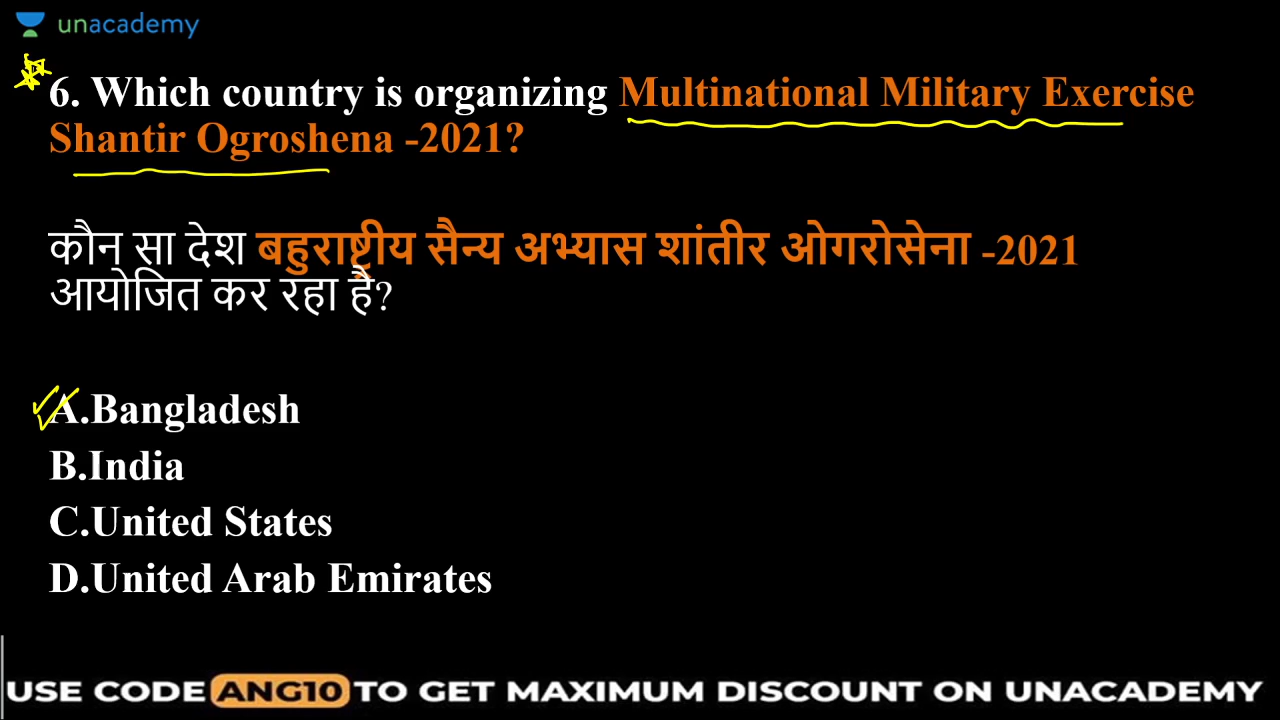 unacademy
6. Which country is organizing Multinational Military Exercise
Shantir Ogroshena -2021?
कौन सा देश बहुराष्ट्रीय सैन्य अभ्यास शांतीर ओगरोसेना -2021
आयोजित कर रहा है?
A.Bangladesh
B.India
C.United States
D.United Arab Emirates
USE CODE ANG10 TO GET MAXIMUM DISCOUNT ON UNACADEMY